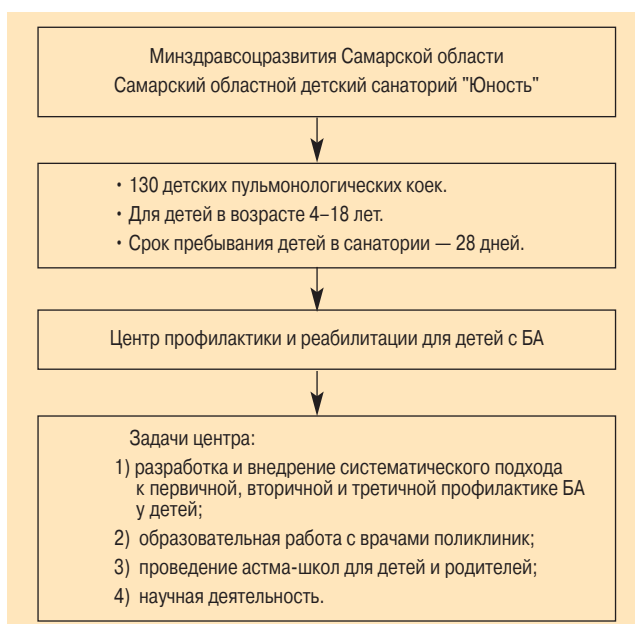 Минздравсоцразвития Самарской области
Самарский областной детский санаторий "Юность"
• 130 детских пульмонологических коек.
• Для детей в возрасте 4–18 лет.
• Срок пребывания детей в санатории — 28 дней.
Центр профилактики и реабилитации для детей с БА
Задачи центра:
1) разработка и внедрение систематического подхода
к первичной, вторичной и третичной профилактике БА
у детей;
2) образовательная работа с врачами поликлиник;
3) проведение астма-школ для детей и родителей;
4) научная деятельность.